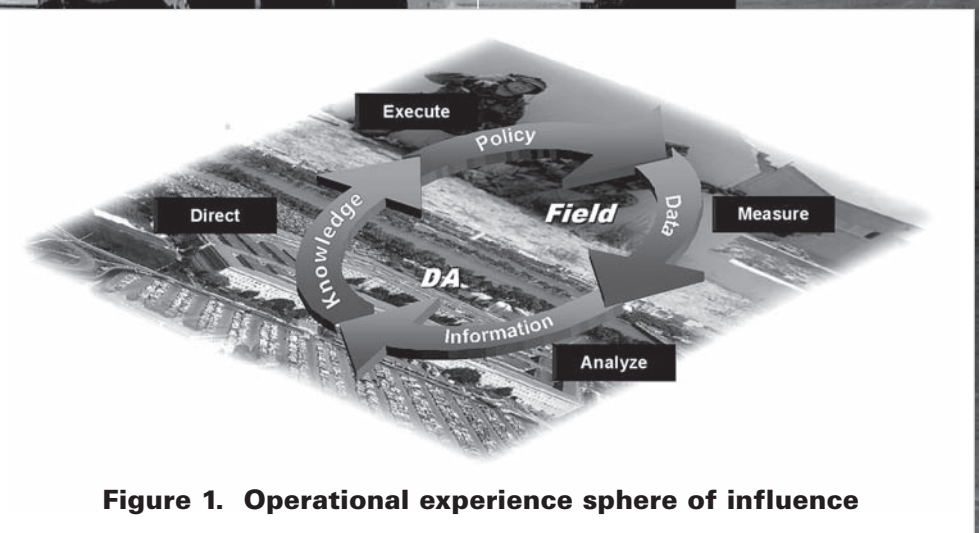 Execute
Policy
Direct
Knowledge
Field
Data
Measure
DA
Information
Analyze
Figure 1. Operational experience sphere of influence